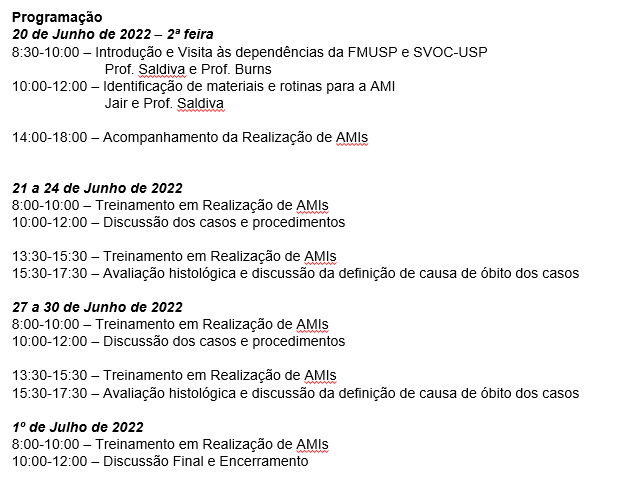 Programação
20 de Junho de 2022 – 2ª feira
8:30-10:00 – Introdução e Visita às dependências da FMUSP e SVOC-USP
Prof. Saldiva e Prof. Burns
10:00-12:00 – Identificação de materiais e rotinas para a AMI
Jair e Prof. Saldiva
14:00-18:00 – Acompanhamento da Realização de AMIs
21 a 24 de Junho de 2022
8:00-10:00 – Treinamento em Realização de AMIs
10:00-12:00 – Discussão dos casos e procedimentos
13:30-15:30 – Treinamento em Realização de AMIs
15:30-17:30 – Avaliação histológica e discussão da definição de causa de óbito dos casos
27 a 30 de Junho de 2022
8:00-10:00 – Treinamento em Realização de AMIs
10:00-12:00 – Discussão dos casos e procedimentos
13:30-15:30 – Treinamento em Realização de AMIs
15:30-17:30 – Avaliação histológica e discussão da definição de causa de óbito dos casos
1º de Julho de 2022
8:00-10:00 – Treinamento em Realização de AMIs
10:00-12:00 – Discussão Final e Encerramento